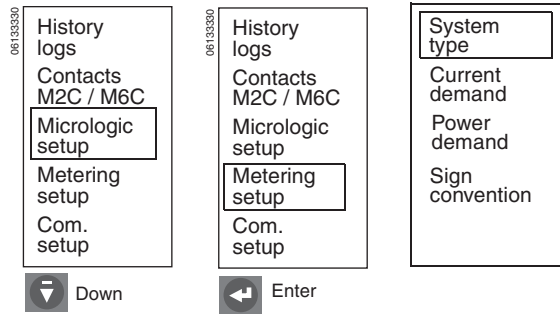 06133330
History
logs
Contacts
M2C / M6C
Micrologic
setup
Metering
setup
Com.
setup
Down
06133330
History
logs
Contacts
M2C / M6C
Micrologic
setup
Metering
setup
Com.
setup
Enter
System
type
Current
demand
Power
demand
Sign
convention